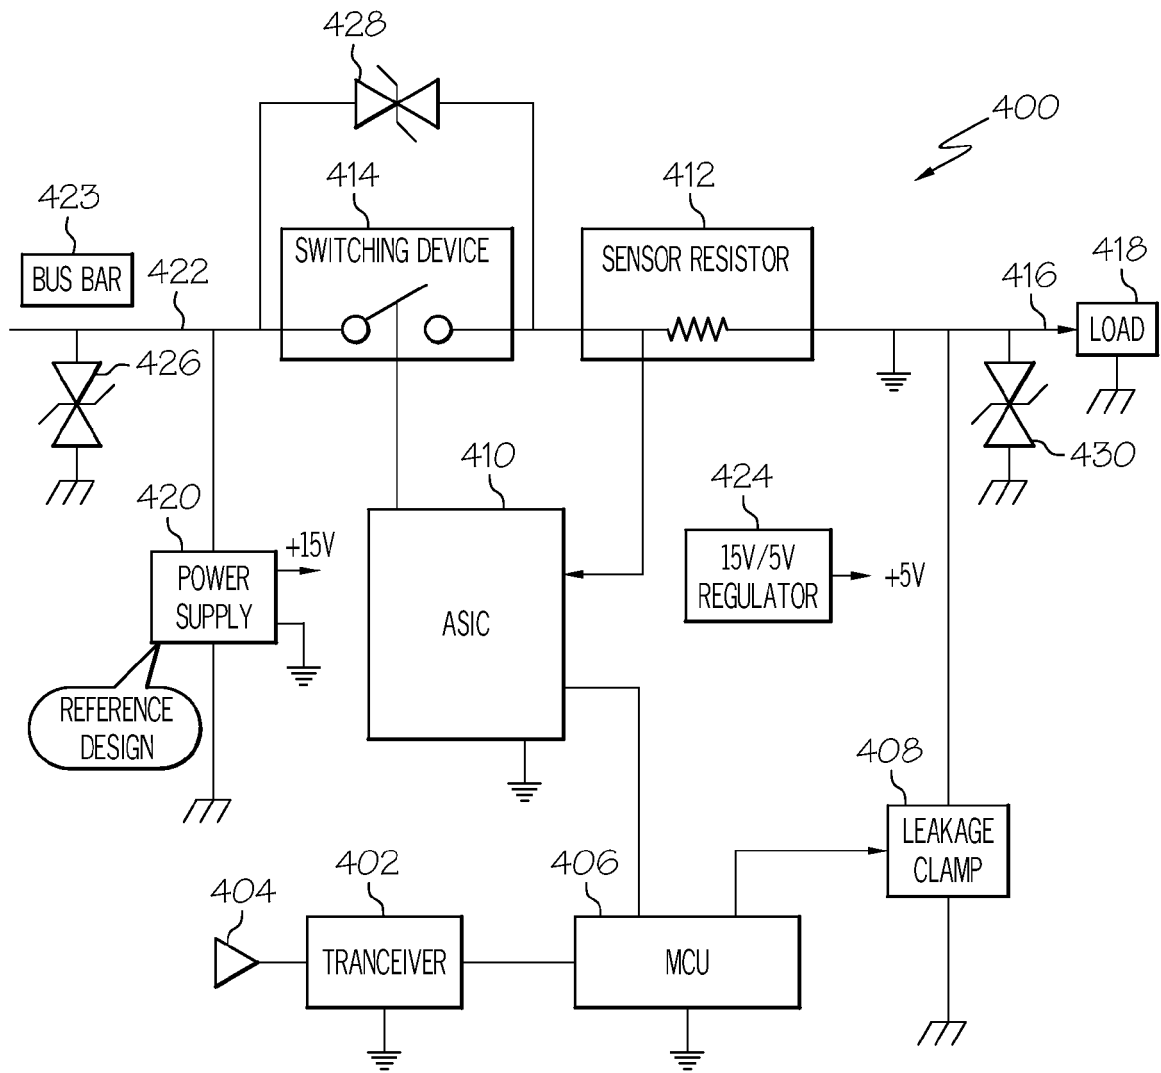 428
400
414
412
423
SWITCHING DEVICE
SENSOR RESISTOR
BUS BAR
422
416
418
LOAD
426
430
410
424
420
+15V
15V/5V
REGULATOR
+5V
POWER
SUPPLY
ASIC
REFERENCE
DESIGN
408
LEAKAGE
CLAMP
402
406
404
TRANCEIVER
MCU